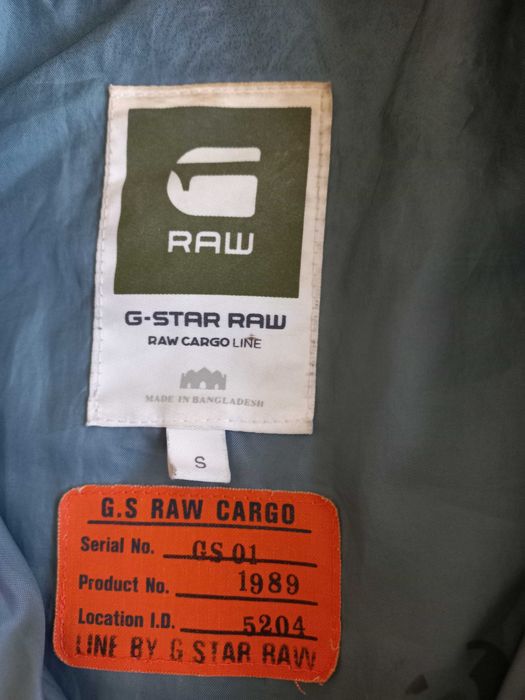 RAW
G-STAR RAW
RAW CARGO LINE
MADE IN BANGLADESH
S
G.S RAW CARGO
Serial No. GS 01
Product No. 1989
Location I.D. 5204
LINE BY G STAR RAW